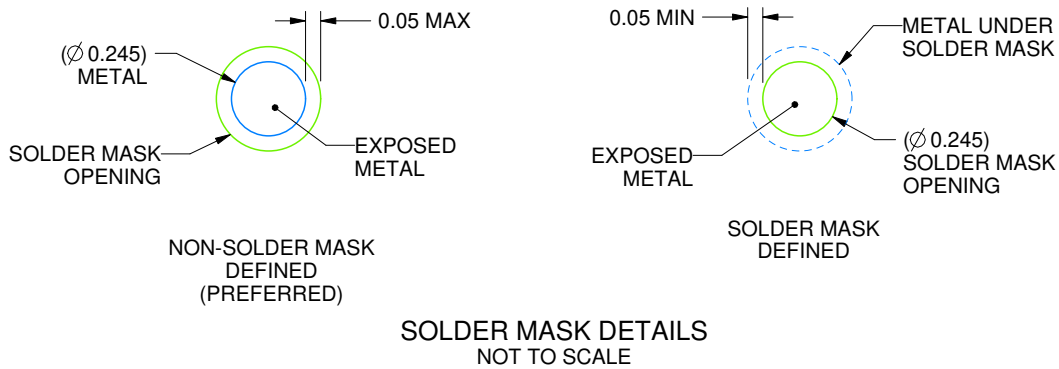 0.05 MAX
(Ø 0.245)
METAL
SOLDER MASK
OPENING
EXPOSED
METAL
NON-SOLDER MASK
DEFINED
(PREFERRED)
0.05 MIN
METAL UNDER
SOLDER MASK
EXPOSED
METAL
(Ø 0.245)
SOLDER MASK
OPENING
SOLDER MASK
DEFINED
SOLDER MASK DETAILS
NOT TO SCALE